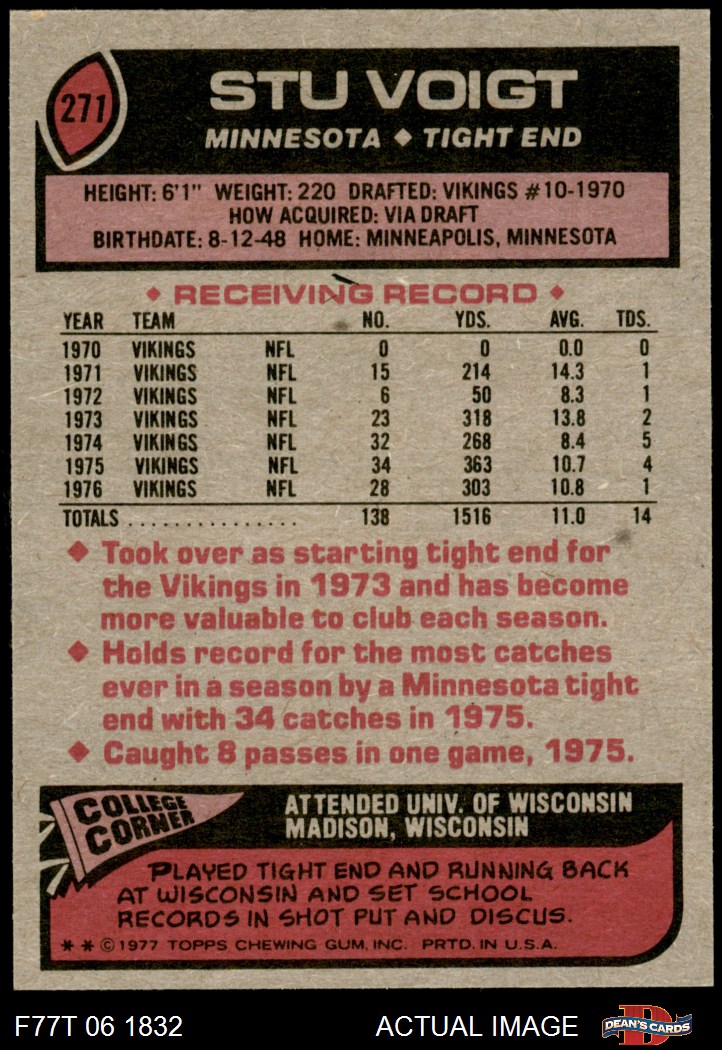 271
STU VOIGT
MINNESOTA ◆ TIGHT END
HEIGHT: 6'1" WEIGHT: 220 DRAFTED: VIKINGS #10-1970
HOW ACQUIRED: VIA DRAFT
BIRTHDATE: 8-12-48 HOME: MINNEAPOLIS, MINNESOTA
◆ RECEIVING RECORD ◆
YEAR TEAM NO. YDS. AVG. TDS.
1970 VIKINGS NFL 0 0 0.0 0
1971 VIKINGS NFL 15 214 14.3 1
1972 VIKINGS NFL 6 50 8.3 1
1973 VIKINGS NFL 23 318 13.8 2
1974 VIKINGS NFL 32 268 8.4 5
1975 VIKINGS NFL 34 363 10.7 4
1976 VIKINGS NFL 28 303 10.8 1
TOTALS . . . . . . . . . . . . . . . 138 1516 11.0 14
◆ Took over as starting tight end for
the Vikings in 1973 and has become
more valuable to club each season.
◆ Holds record for the most catches
ever in a season by a Minnesota tight
end with 34 catches in 1975.
◆ Caught 8 passes in one game, 1975.
COLLEGE
CORNER
ATTENDED UNIV. OF WISCONSIN
MADISON, WISCONSIN
PLAYED TIGHT END AND RUNNING BACK
AT WISCONSIN AND SET SCHOOL
RECORDS IN SHOT PUT AND DISCUS.
* * © 1977 TOPPS CHEWING GUM, INC. PRTD. IN U.S.A.
F77T 06 1832 ACTUAL IMAGE
D
DEAN'S CARDS